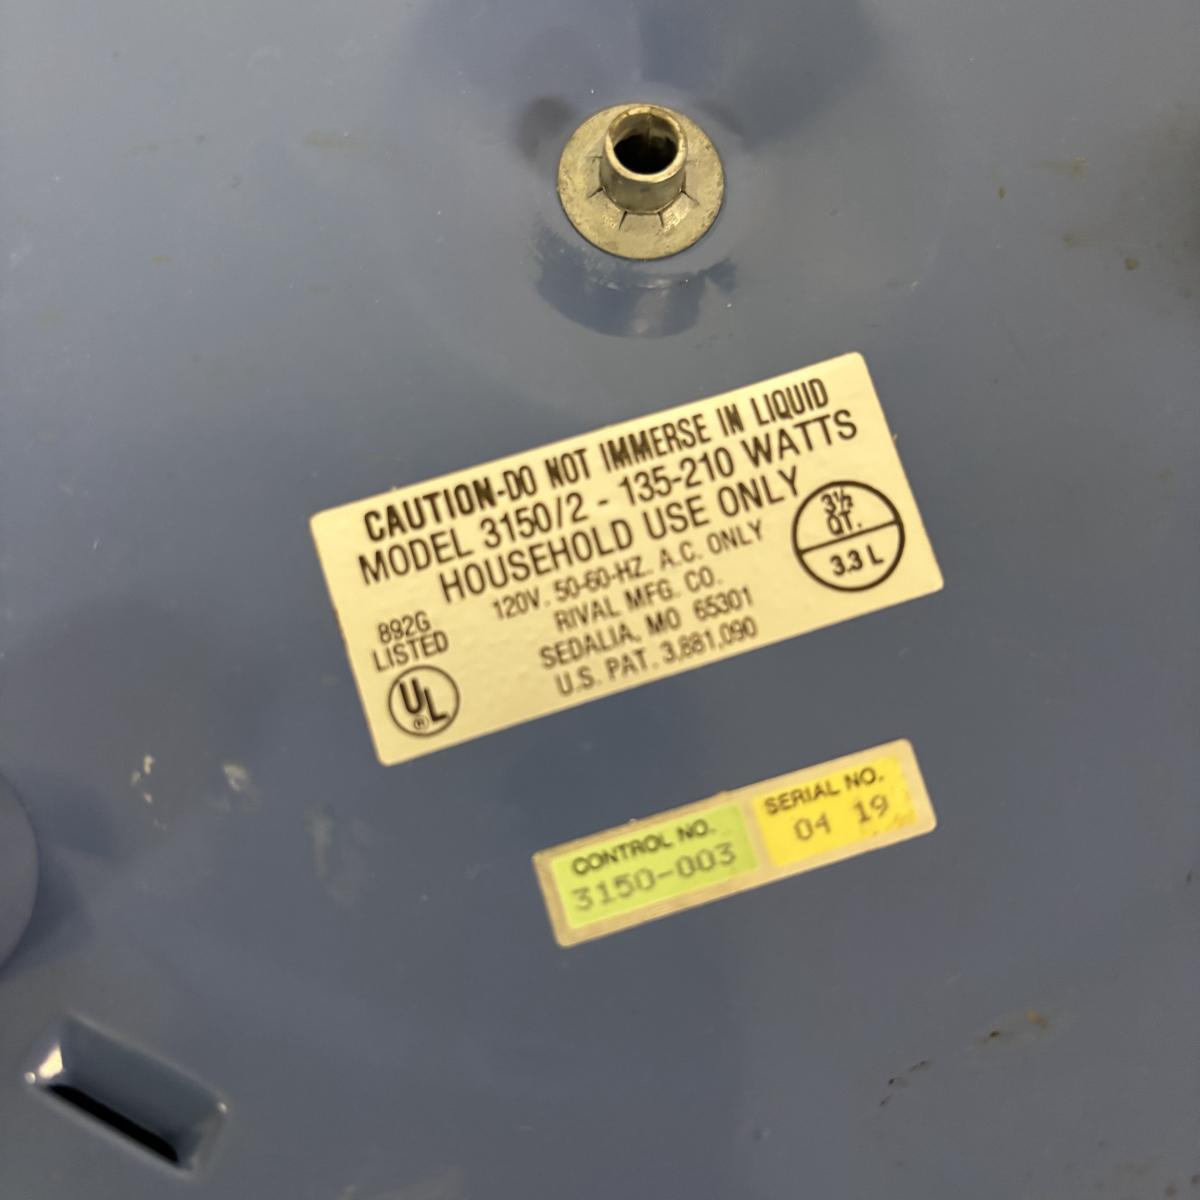 CAUTION-DO NOT IMMERSE IN LIQUID
MODEL 3150/2 - 135-210 WATTS
HOUSEHOLD USE ONLY
120V. 50-60-HZ. A.C. ONLY
RIVAL MFG. CO.
SEDALIA, MO 65301
U.S. PAT. 3,881,090
3½
QT.
3.3 L
892G
LISTED
UL
®
CONTROL NO.
3150-003
SERIAL NO.
04 19